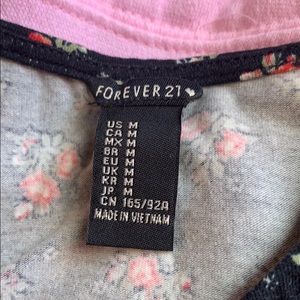 FOREVER 21
US M
CA M
MX M
BR M
EU M
UK M
KR M
JP M
CN 165/92A
MADE IN VIETNAM